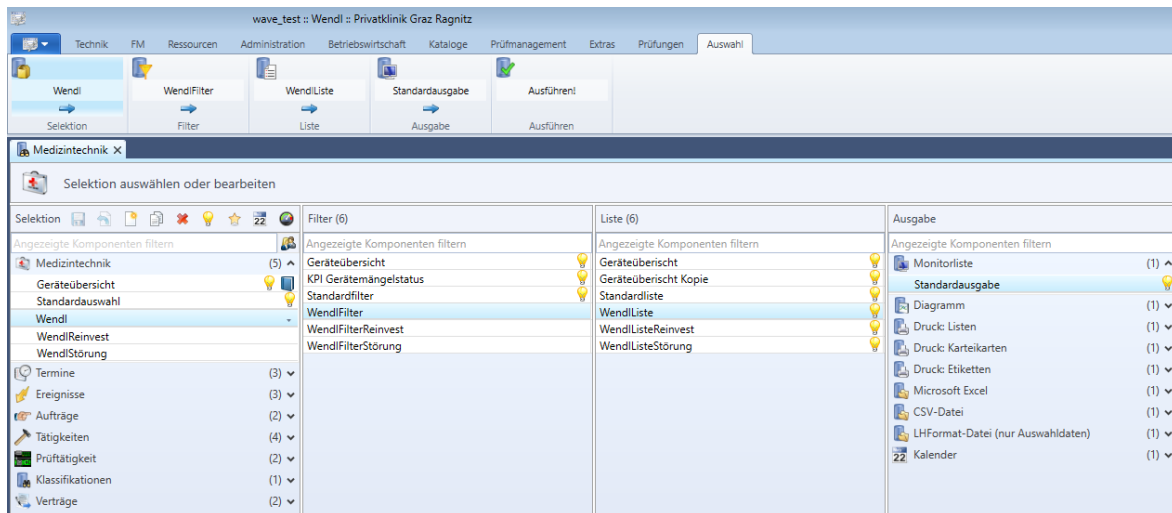 wave_test :: Wendl :: Privatklinik Graz Ragnitz
Technik FM Ressourcen Administration Betriebswirtschaft Kataloge Prüfmanagement Extras Prüfungen Auswahl
Wendl WendlFilter WendlListe Standardausgabe Ausführen!
Selektion Filter Liste Ausgabe Ausführen
Medizintechnik X
Selektion auswählen oder bearbeiten
Selektion 22 Filter (6) Liste (6) Ausgabe
Angezeigte Komponenten filtern Angezeigte Komponenten filtern Angezeigte Komponenten filtern Angezeigte Komponenten filtern
Medizintechnik (5)
Geräteübersicht
Standardauswahl
Wendl
WendlReinvest
WendlStörung
Termine (3)
Ereignisse (3)
Aufträge (2)
Tätigkeiten (4)
Prüftätigkeit (2)
Klassifikationen (1)
Verträge (2)
Geräteübersicht
KPI Gerätemängelstatus
Standardfilter
WendlFilter
WendlFilterReinvest
WendlFilterStörung
Geräteüberischt
Geräteüberischt Kopie
Standardliste
WendlListe
WendlListeReinvest
WendlListeStörung
Monitorliste (1)
Standardausgabe
Diagramm (1)
Druck: Listen (1)
Druck: Karteikarten (1)
Druck: Etiketten (1)
Microsoft Excel (1)
CSV-Datei (1)
LHFormat-Datei (nur Auswahldaten) (1)
22 Kalender (1)